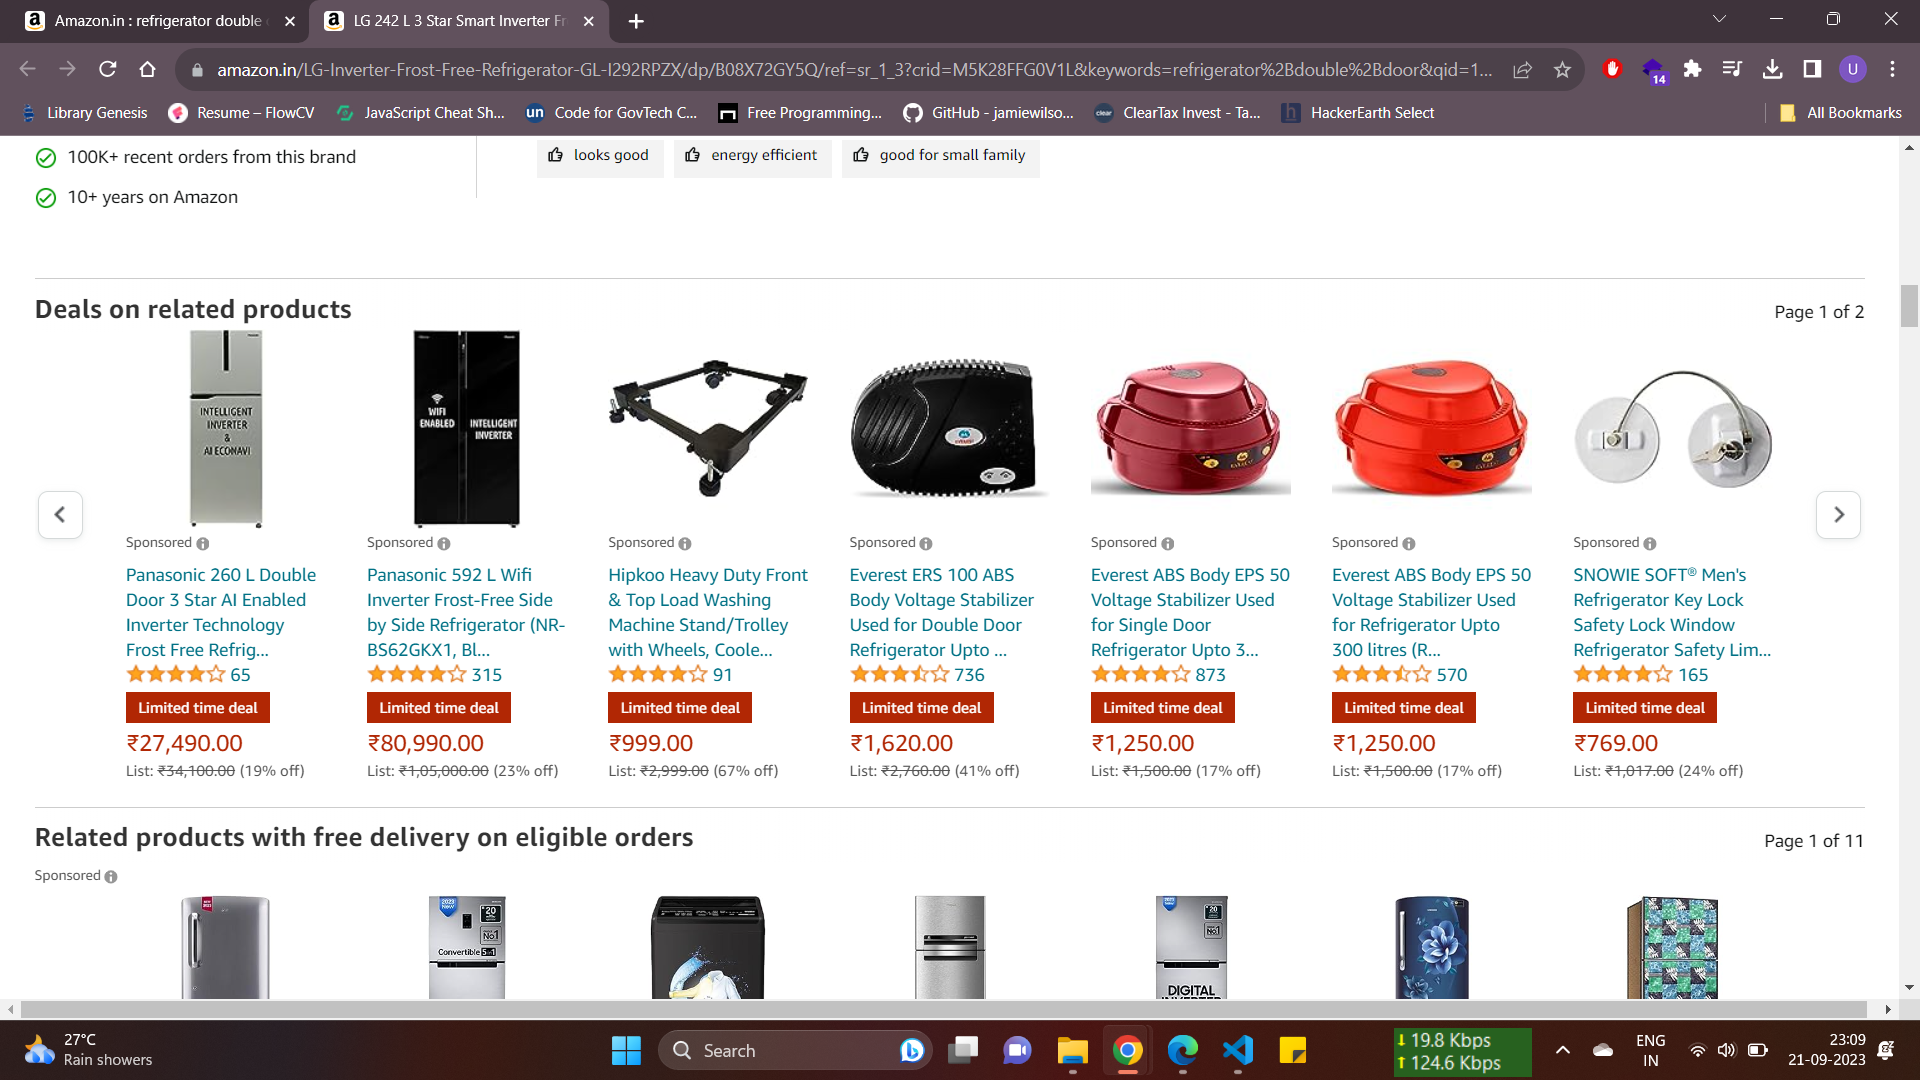 Amazon.in : refrigerator double
LG 242 L 3 Star Smart Inverter Fr
amazon.in/LG-Inverter-Frost-Free-Refrigerator-GL-I292RPZX/dp/B08X72GY5Q/ref=sr_1_3?crid=M5K28FFG0V1L&keywords=refrigerator%2Bdouble%2Bdoor&qid=1...
14
U
Library Genesis
Resume – FlowCV
JavaScript Cheat Sh...
un Code for GovTech C...
Free Programming...
GitHub - jamiewilso...
clear ClearTax Invest - Ta...
h HackerEarth Select
All Bookmarks
100K+ recent orders from this brand
10+ years on Amazon
looks good
energy efficient
good for small family
Deals on related products
Page 1 of 2
INTELLIGENT
INVERTER
&
AI ECONAVI
WIFI
ENABLED
INTELLIGENT
INVERTER
Sponsored
Panasonic 260 L Double
Door 3 Star AI Enabled
Inverter Technology
Frost Free Refrig...
65
Limited time deal
₹27,490.00
List: ₹34,100.00 (19% off)
Sponsored
Panasonic 592 L Wifi
Inverter Frost-Free Side
by Side Refrigerator (NR-
BS62GKX1, Bl...
315
Limited time deal
₹80,990.00
List: ₹1,05,000.00 (23% off)
Sponsored
Hipkoo Heavy Duty Front
& Top Load Washing
Machine Stand/Trolley
with Wheels, Coole...
91
Limited time deal
₹999.00
List: ₹2,999.00 (67% off)
Sponsored
Everest ERS 100 ABS
Body Voltage Stabilizer
Used for Double Door
Refrigerator Upto ...
736
Limited time deal
₹1,620.00
List: ₹2,760.00 (41% off)
Sponsored
Everest ABS Body EPS 50
Voltage Stabilizer Used
for Single Door
Refrigerator Upto 3...
873
Limited time deal
₹1,250.00
List: ₹1,500.00 (17% off)
Sponsored
Everest ABS Body EPS 50
Voltage Stabilizer Used
for Refrigerator Upto
300 litres (R...
570
Limited time deal
₹1,250.00
List: ₹1,500.00 (17% off)
Sponsored
SNOWIE SOFT® Men's
Refrigerator Key Lock
Safety Lock Window
Refrigerator Safety Lim...
165
Limited time deal
₹769.00
List: ₹1,017.00 (24% off)
Related products with free delivery on eligible orders
Page 1 of 11
Sponsored
2023
New
20
No1
Convertible 5in1
2023
New
20
No1
DIGITAL
INVERTER
27°C
Rain showers
Search
19.8 Kbps
124.6 Kbps
ENG
IN
23:09
21-09-2023